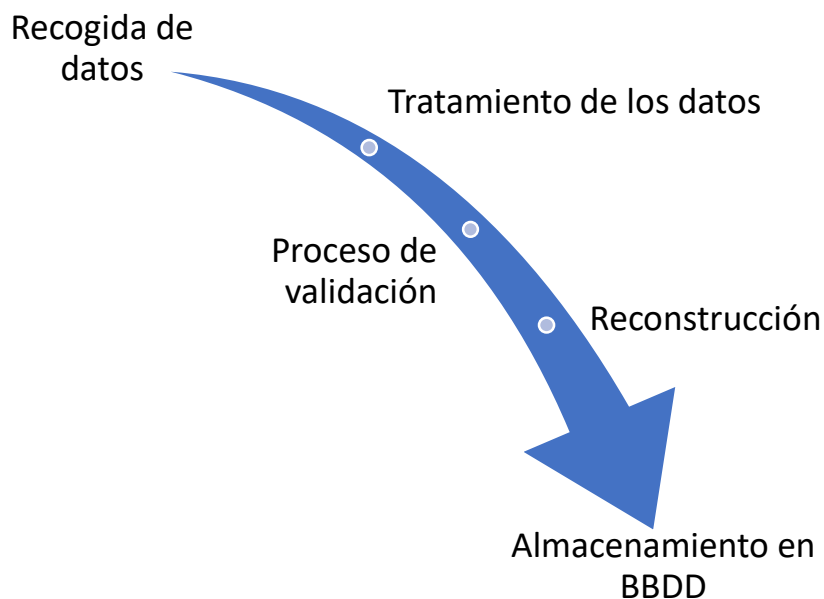 Recogida de
datos
Tratamiento de los datos
Proceso de
validación
Reconstrucción
Almacenamiento en
BBDD